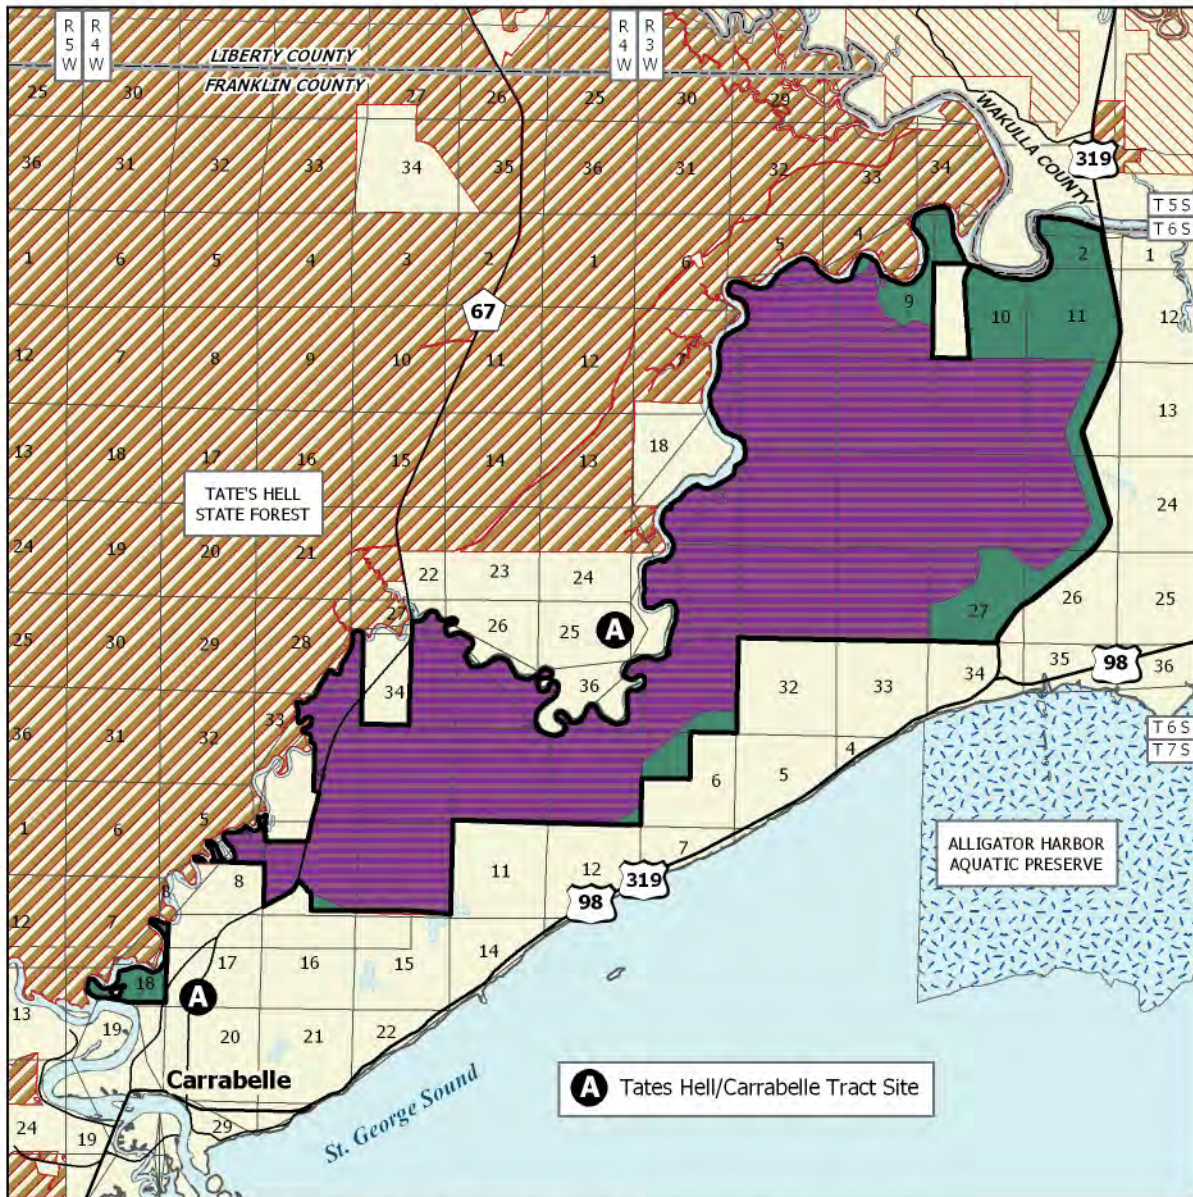 R R
5 4
W W
R R
4 3
W W
LIBERTY COUNTY
FRANKLIN COUNTY
25 30 27 26 25 30 29
WAKULLA COUNTY
319
36 31 32 33 34 35 36 31 32 33 34
T 5 S
T 6 S
1 6 5 4 3 2 1 6 5 4 2 1
67
9 10 11 12
12 7 8 9 10 11 12 7
13 18 17 16 15 14 13 18 13
TATE'S HELL
STATE FOREST
24 19 20 21 22 23 24 24
27 26 25 A 27 26 25
25 30 29 28
34 36 32 33 34 35 98 36
36 31 32 33
T 6 S
T 7 S
6 5 4
1 6 5
ALLIGATOR HARBOR
AQUATIC PRESERVE
8 8 11 12 7
98 319
12 7
17 16 15 14
18 A
13 19 20 21 22
Carrabelle
A Tates Hell/Carrabelle Tract Site
St. George Sound
24 19 29